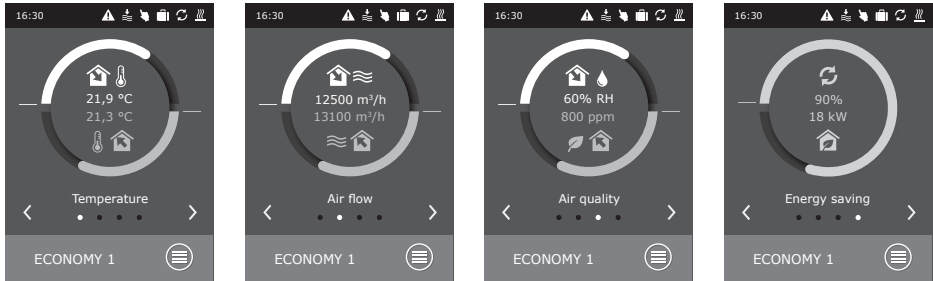 16:30
21,9 °C
21,3 °C
Temperature
ECONOMY 1
16:30
12500 m³/h
13100 m³/h
Air flow
ECONOMY 1
16:30
60% RH
800 ppm
Air quality
ECONOMY 1
16:30
90%
18 kW
Energy saving
ECONOMY 1